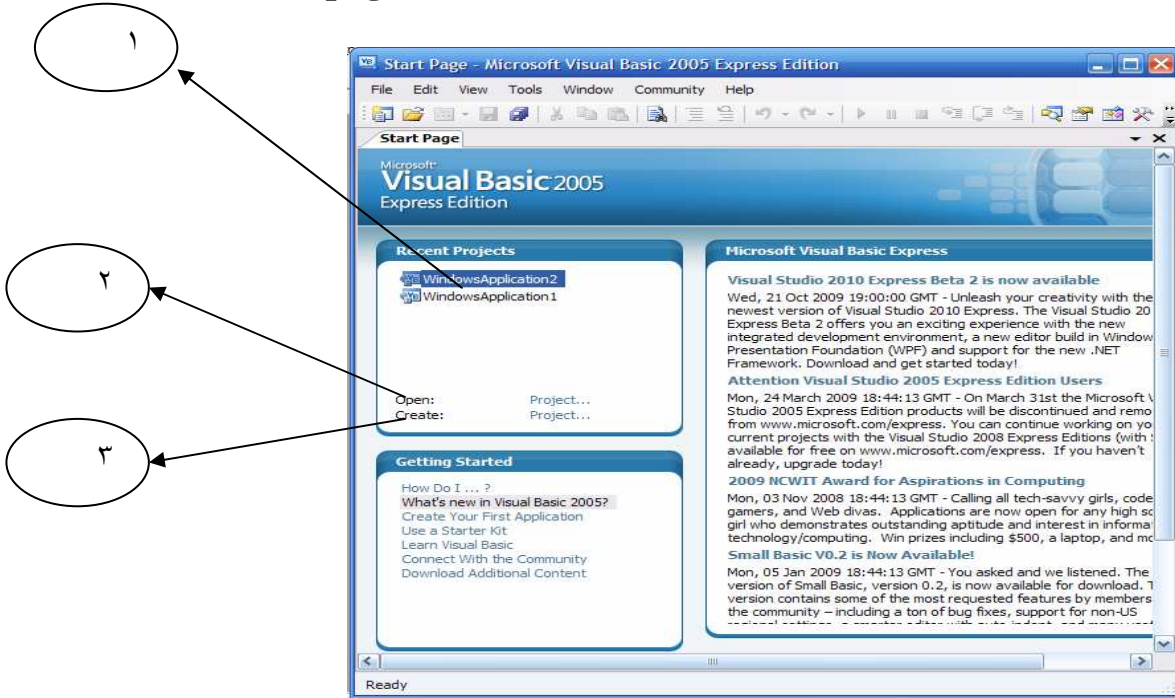 ١
٢
٣
Start Page - Microsoft Visual Basic 2005 Express Edition
File Edit View Tools Window Community Help
Start Page
Microsoft
Visual Basic 2005
Express Edition
Recent Projects
WindowsApplication2
WindowsApplication1
Open: Project...
Create: Project...
Getting Started
How Do I ... ?
What's new in Visual Basic 2005?
Create Your First Application
Use a Starter Kit
Learn Visual Basic
Connect With the Community
Download Additional Content
Microsoft Visual Basic Express
Visual Studio 2010 Express Beta 2 is now available
Wed, 21 Oct 2009 19:00:00 GMT - Unleash your creativity with the
newest version of Visual Studio 2010 Express. The Visual Studio 20
Express Beta 2 offers you an exciting experience with the new
integrated development environment, a new editor build in Window
Presentation Foundation (WPF) and support for the new .NET
Framework. Download and get started today!
Attention Visual Studio 2005 Express Edition Users
Mon, 24 March 2009 18:44:13 GMT - On March 31st the Microsoft
Studio 2005 Express Edition products will be discontinued and remo
from www.microsoft.com/express. You can continue working on yo
current projects with the Visual Studio 2008 Express Editions (with
available for free on www.microsoft.com/express. If you haven't
already, upgrade today!
2009 NCWIT Award for Aspirations in Computing
Mon, 03 Nov 2008 18:44:13 GMT - Calling all tech-savvy girls, code
gamers, and Web divas. Applications are now open for any high sc
girl who demonstrates outstanding aptitude and interest in informa
technology/computing. Win prizes including $500, a laptop, and mo
Small Basic V0.2 is Now Available!
Mon, 05 Jan 2009 18:44:13 GMT - You asked and we listened. The
version of Small Basic, version 0.2, is now available for download.
version contains some of the most requested features by members
the community – including a ton of bug fixes, support for non-US
Ready